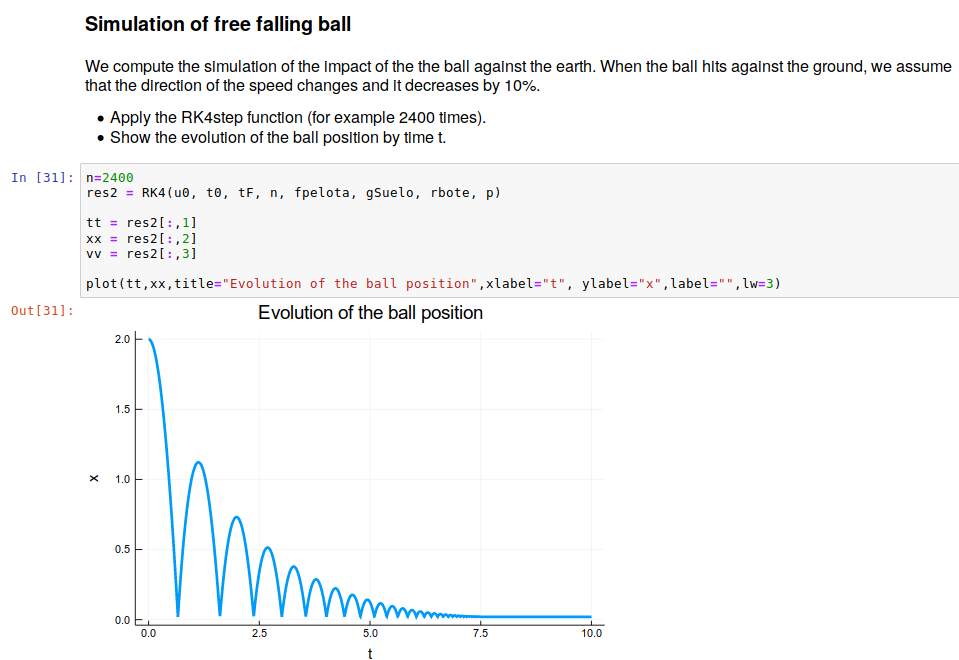 Simulation of free falling ball
We compute the simulation of the impact of the the ball against the earth. When the ball hits against the ground, we assume
that the direction of the speed changes and it decreases by 10%.
• Apply the RK4step function (for example 2400 times).
• Show the evolution of the ball position by time t.
In [31]: n=2400
res2 = RK4(u0, t0, tF, n, fpelota, gSuelo, rbote, p)
tt = res2[:,1]
xx = res2[:,2]
vv = res2[:,3]
plot(tt,xx,title="Evolution of the ball position",xlabel="t", ylabel="x",label="",lw=3)
Out[31]:
Evolution of the ball position
2.0
1.5
1.0
0.5
0.0
x
0.0 2.5 5.0 7.5 10.0
t